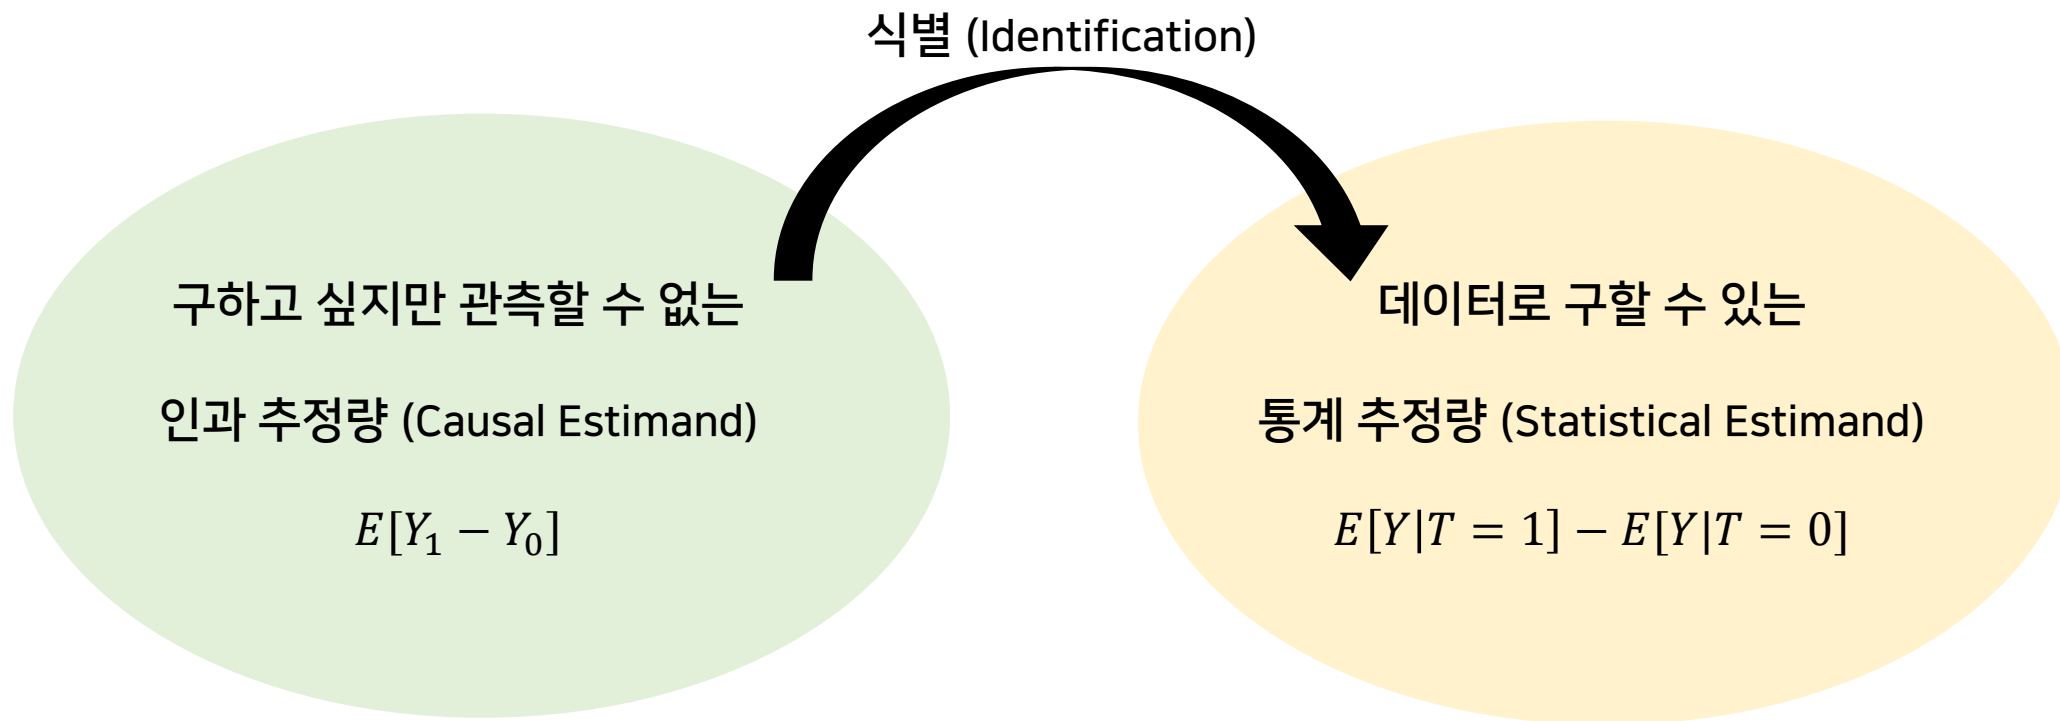 식별 (Identification)
구하고 싶지만 관측할 수 없는
인과 추정량 (Causal Estimand)
$E[Y_1 - Y_0]$
데이터로 구할 수 있는
통계 추정량 (Statistical Estimand)
$E[Y|T = 1] - E[Y|T = 0]$